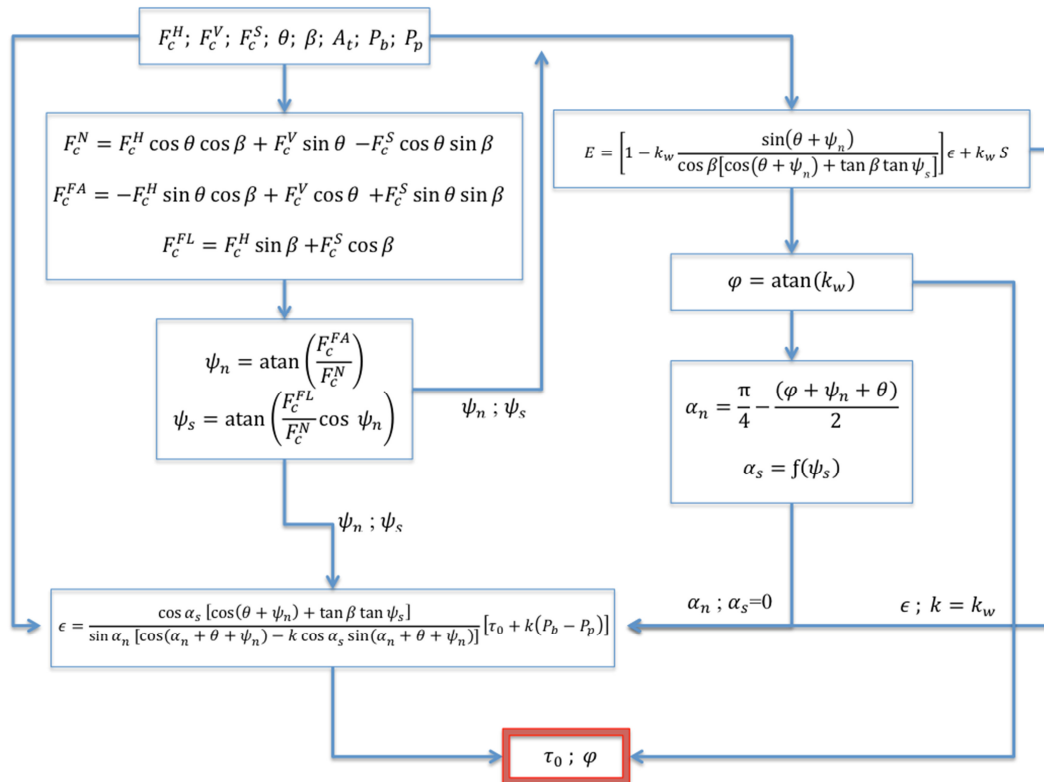 F_c^H; F_c^V; F_c^S; θ; β; A_t; P_b; P_p
F_c^N = F_c^H cos θ cos β + F_c^V sin θ −F_c^S cos θ sin β
F_c^{FA} = −F_c^H sin θ cos β + F_c^V cos θ +F_c^S sin θ sin β
F_c^{FL} = F_c^H sin β +F_c^S cos β
ψ_n = atan (F_c^{FA} / F_c^N)
ψ_s = atan (F_c^{FL} / F_c^N cos ψ_n)
ψ_n ; ψ_s
ψ_n ; ψ_s
E = [1 − k_w sin(θ + ψ_n) / cos β[cos(θ + ψ_n) + tan β tan ψ_s]] ϵ + k_w S
φ = atan(k_w)
α_n = π/4 − (φ + ψ_n + θ)/2
α_s = f(ψ_s)
α_n ; α_s=0
ϵ ; k = k_w
ϵ = cos α_s [cos(θ + ψ_n) + tan β tan ψ_s] / sin α_n [cos(α_n + θ + ψ_n) − k cos α_s sin(α_n + θ + ψ_n)] [τ_0 + k(P_b − P_p)]
τ_0 ; φ